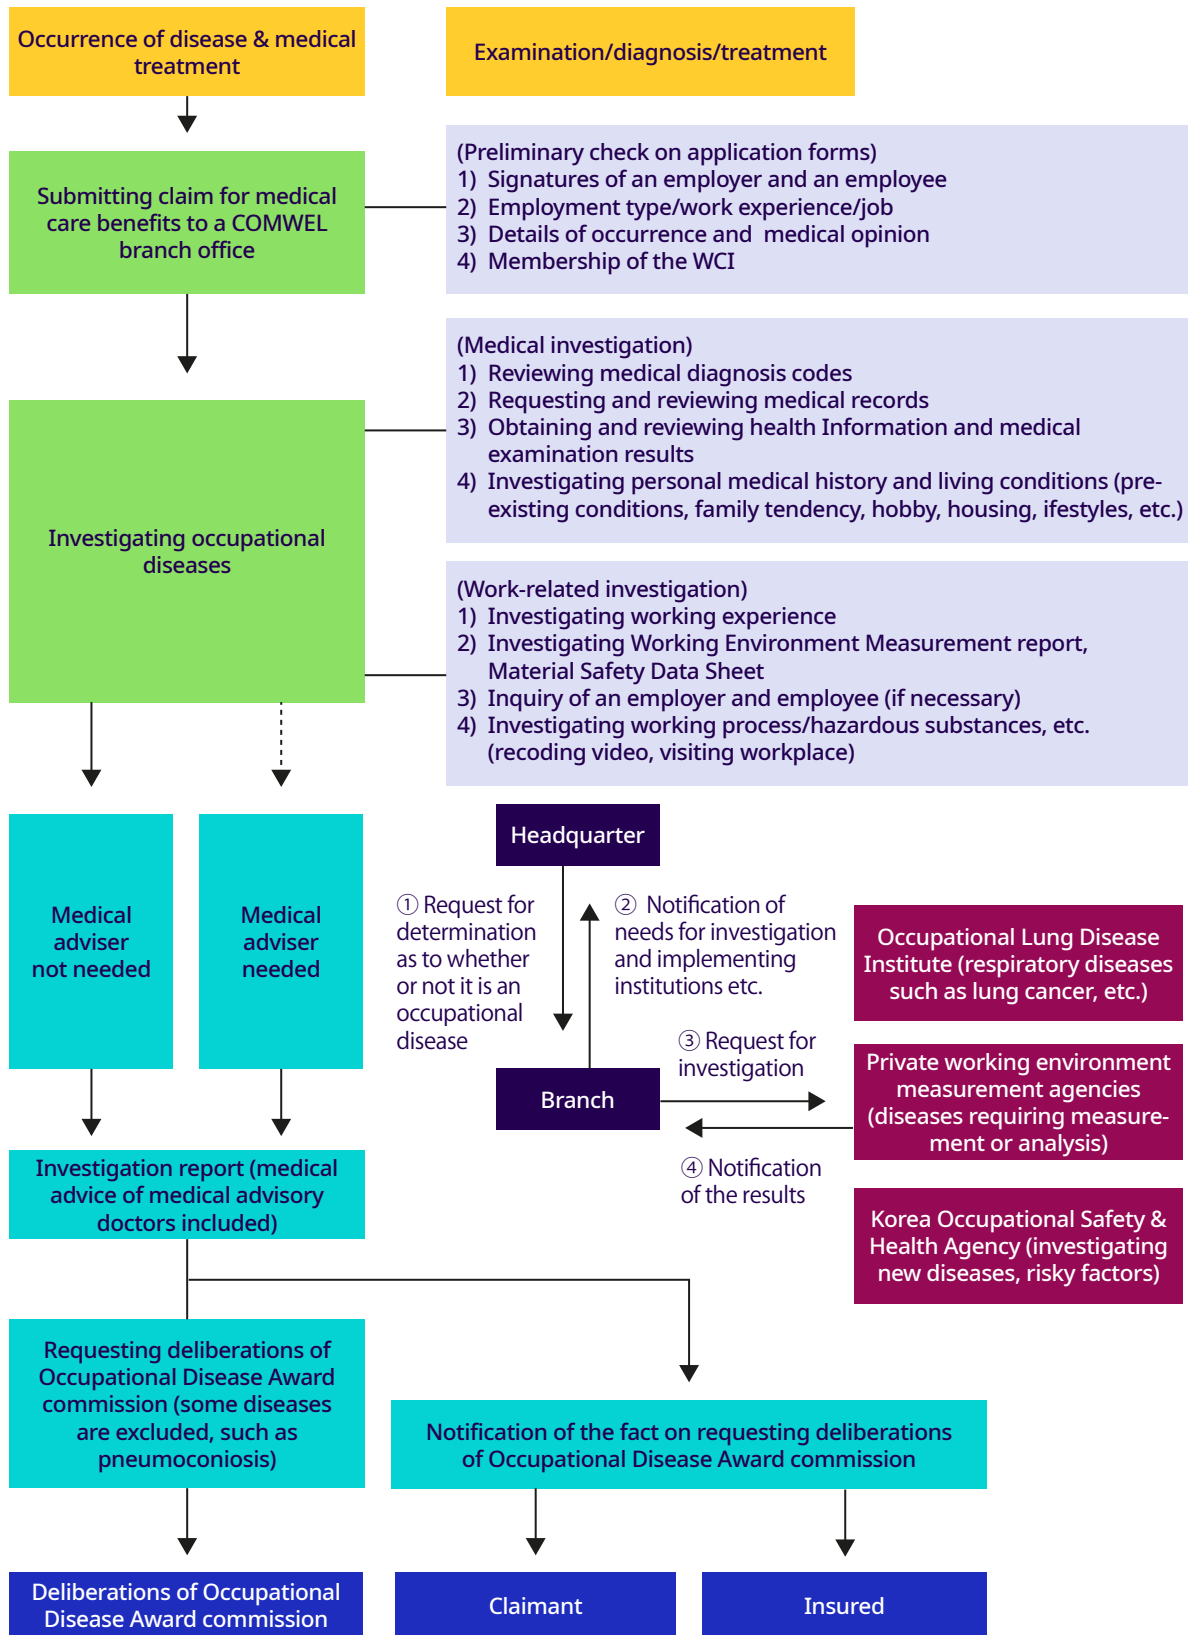 Occurrence of disease & medical
treatment
Examination/diagnosis/treatment
Submitting claim for medical
care benefits to a COMWEL
branch office
(Preliminary check on application forms)
1) Signatures of an employer and an employee
2) Employment type/work experience/job
3) Details of occurrence and medical opinion
4) Membership of the WCI
Investigating occupational
diseases
(Medical investigation)
1) Reviewing medical diagnosis codes
2) Requesting and reviewing medical records
3) Obtaining and reviewing health Information and medical
examination results
4) Investigating personal medical history and living conditions (pre-
existing conditions, family tendency, hobby, housing, ifestyles, etc.)
(Work-related investigation)
1) Investigating working experience
2) Investigating Working Environment Measurement report,
Material Safety Data Sheet
3) Inquiry of an employer and employee (if necessary)
4) Investigating working process/hazardous substances, etc.
(recoding video, visiting workplace)
Medical
adviser
not needed
Medical
adviser
needed
Headquarter
① Request for
determination
as to whether
or not it is an
occupational
disease
② Notification of
needs for investigation
and implementing
institutions etc.
Branch
③ Request for
investigation
④ Notification
of the results
Occupational Lung Disease
Institute (respiratory diseases
such as lung cancer, etc.)
Private working environment
measurement agencies
(diseases requiring measure-
ment or analysis)
Korea Occupational Safety &
Health Agency (investigating
new diseases, risky factors)
Investigation report (medical
advice of medical advisory
doctors included)
Requesting deliberations of
Occupational Disease Award
commission (some diseases
are excluded, such as
pneumoconiosis)
Notification of the fact on requesting deliberations
of Occupational Disease Award commission
Deliberations of Occupational
Disease Award commission
Claimant
Insured